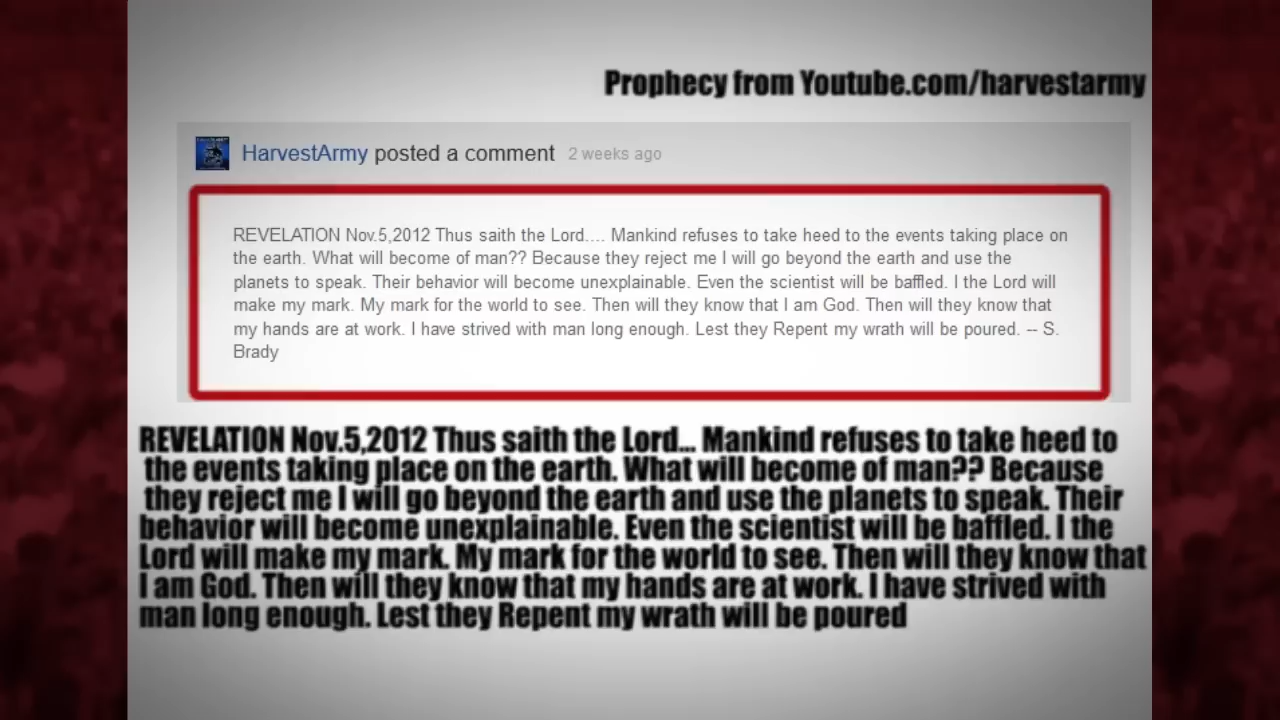 Prophecy from Youtube.com/harvestarmy
HarvestArmy posted a comment 2 weeks ago
REVELATION Nov.5,2012 Thus saith the Lord.... Mankind refuses to take heed to the events taking place on
the earth. What will become of man?? Because they reject me I will go beyond the earth and use the
planets to speak. Their behavior will become unexplainable. Even the scientist will be baffled. I the Lord will
make my mark. My mark for the world to see. Then will they know that I am God. Then will they know that
my hands are at work. I have strived with man long enough. Lest they Repent my wrath will be poured. -- S.
Brady
REVELATION Nov.5,2012 Thus saith the Lord... Mankind refuses to take heed to
the events taking place on the earth. What will become of man?? Because
they reject me I will go beyond the earth and use the planets to speak. Their
behavior will become unexplainable. Even the scientist will be baffled. I the
Lord will make my mark. My mark for the world to see. Then will they know that
I am God. Then will they know that my hands are at work. I have strived with
man long enough. Lest they Repent my wrath will be poured